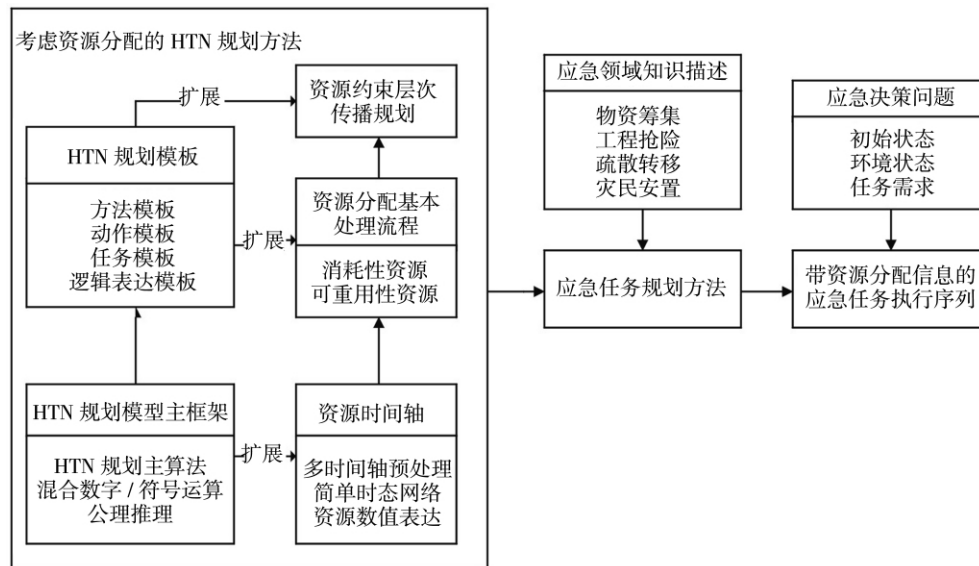 考虑资源分配的 HTN 规划方法
扩展
资源约束层次
传播规划
HTN 规划模板
方法模板
动作模板
任务模板
逻辑表达模板
扩展
资源分配基本
处理流程
消耗性资源
可重用性资源
HTN 规划模型主框架
HTN 规划主算法
混合数字 / 符号运算
公理推理
扩展
资源时间轴
多时间轴预处理
简单时态网络
资源数值表达
应急领域知识描述
物资筹集
工程抢险
疏散转移
灾民安置
应急任务规划方法
应急决策问题
初始状态
环境状态
任务需求
带资源分配信息的
应急任务执行序列